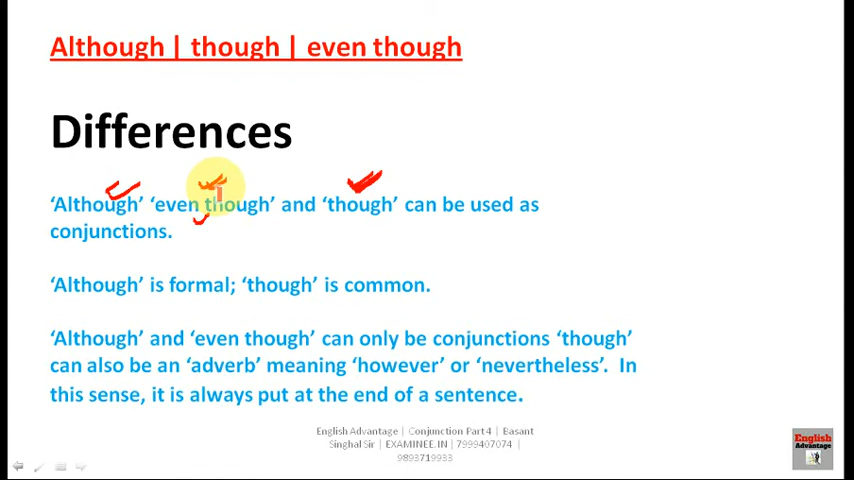 Although | though | even though
Differences
‘Although’ ‘even though’ and ‘though’ can be used as
conjunctions.
‘Although’ is formal; ‘though’ is common.
‘Although’ and ‘even though’ can only be conjunctions ‘though’
can also be an ‘adverb’ meaning ‘however’ or ‘nevertheless’.  In
this sense, it is always put at the end of a sentence.
English Advantage | Conjunction Part 4 | Basant
Singhal Sir | EXAMINEE.IN | 7999407074 |
9893719933
English
Advantage